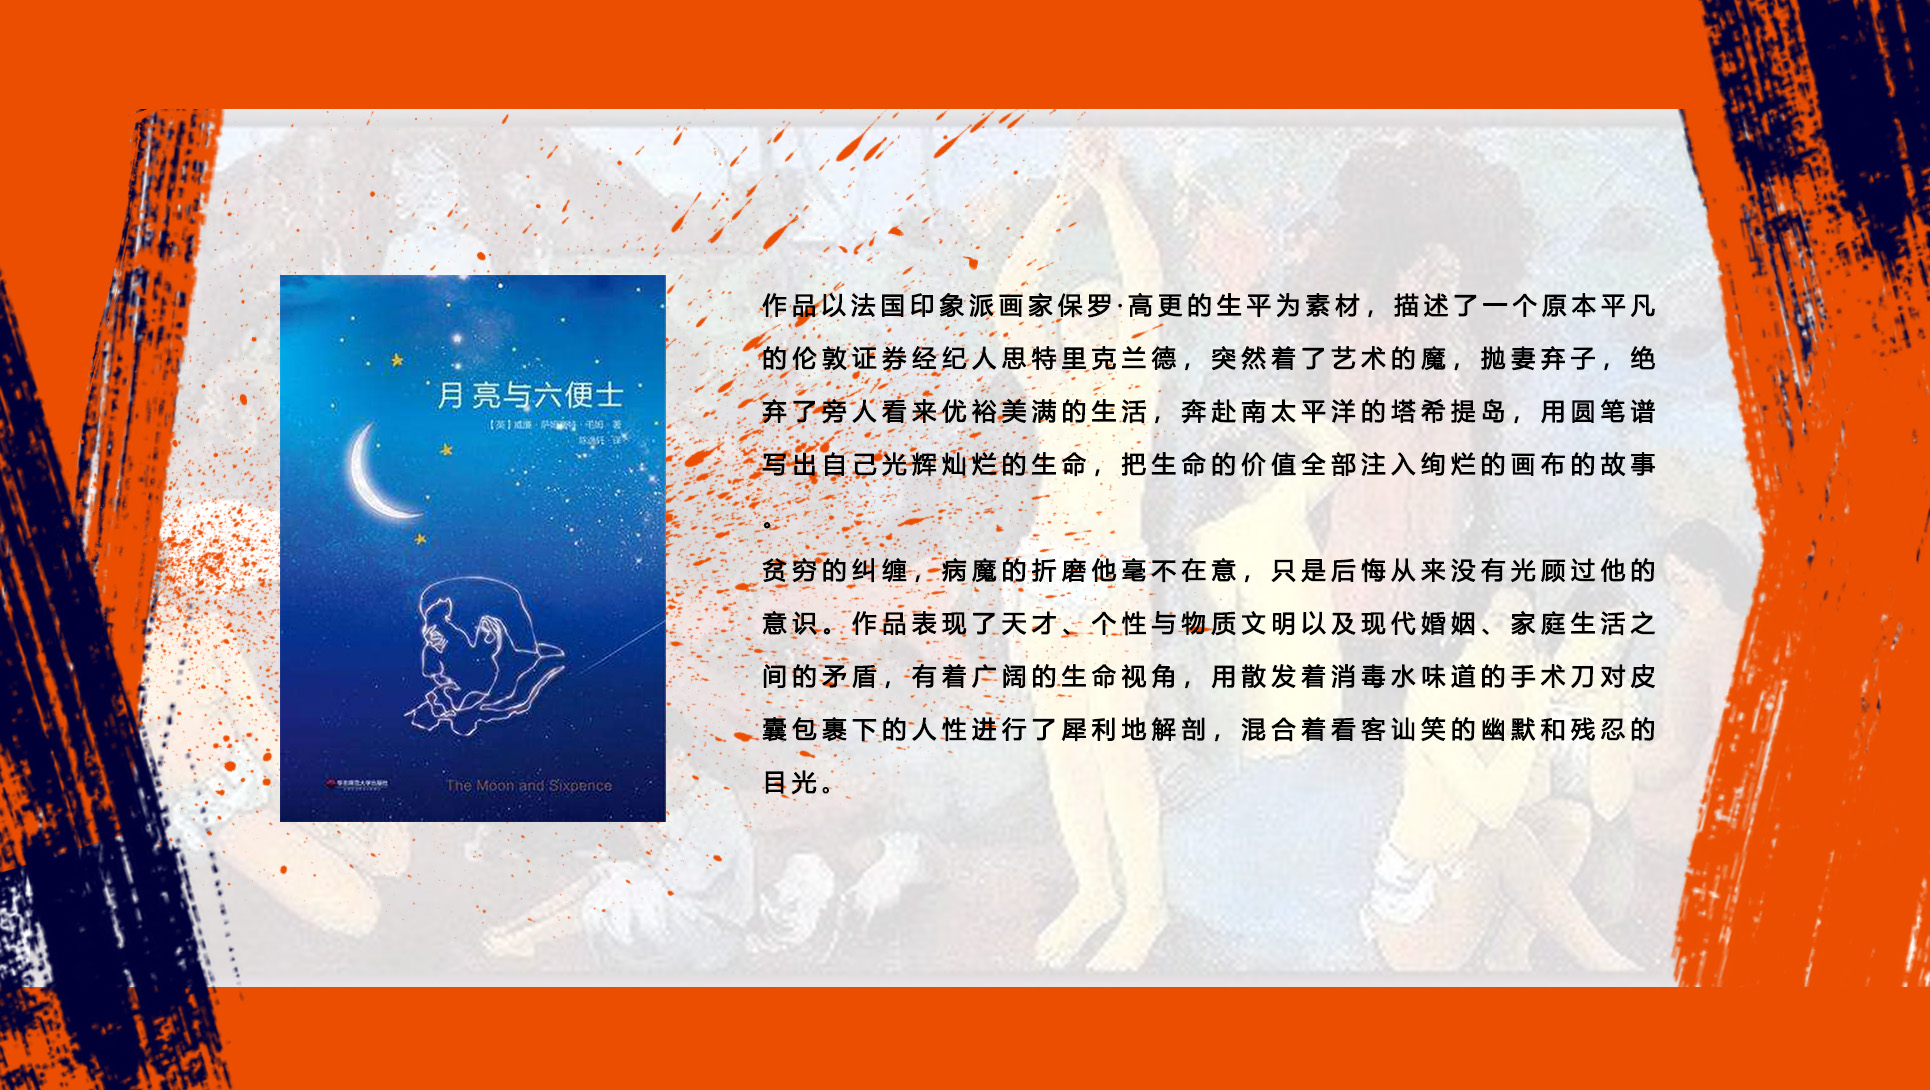 月亮与六便士
【英】威廉·萨姆塞特·毛姆 著
华东师范大学出版社
The Moon and Sixpence
作品以法国印象派画家保罗·高更的生平为素材，描述了一个原本平凡
的伦敦证券经纪人思特里克兰德，突然着了艺术的魔，抛妻弃子，绝
弃了旁人看来优裕美满的生活，奔赴南太平洋的塔希提岛，用圆笔谱
写出自己光辉灿烂的生命，把生命的价值全部注入绚烂的画布的故事
。
贫穷的纠缠，病魔的折磨他毫不在意，只是后悔从来没有光顾过他的
意识。作品表现了天才、个性与物质文明以及现代婚姻、家庭生活之
间的矛盾，有着广阔的生命视角，用散发着消毒水味道的手术刀对皮
囊包裹下的人性进行了犀利地解剖，混合着看客讪笑的幽默和残忍的
目光。